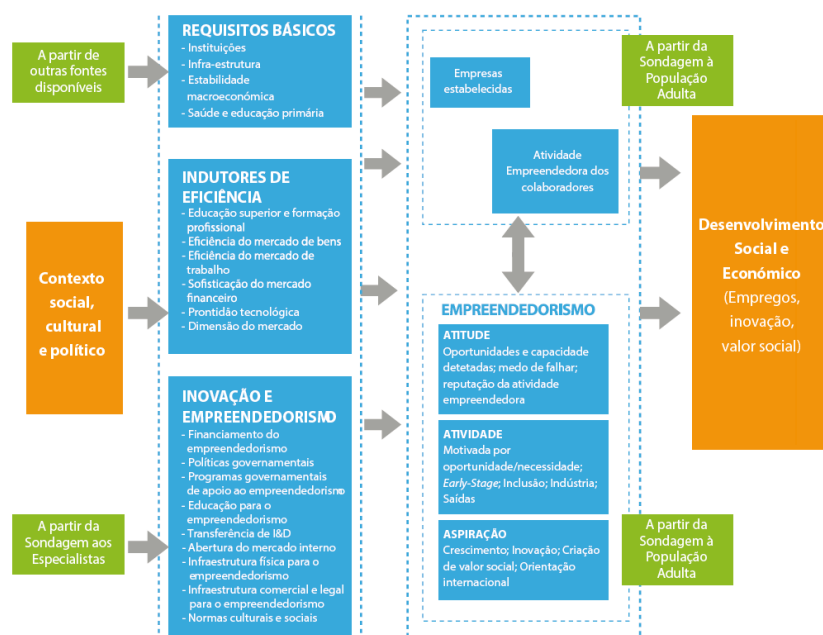 A partir de
outras fontes
disponíveis
Contexto
social,
cultural
e político
A partir da
Sondagem aos
Especialistas
REQUISITOS BÁSICOS
- Instituições
- Infra-estrutura
- Estabilidade
macroeconómica
- Saúde e educação primária
INDUTORES DE
EFICIÊNCIA
- Educação superior e formação
profissional
- Eficiência do mercado de bens
- Eficiência do mercado de
trabalho
- Sofisticação do mercado
financeiro
- Prontidão tecnológica
- Dimensão do mercado
INOVAÇÃO E
EMPREENDEDORISMO
- Financiamento do
empreendedorismo
- Políticas governamentais
- Programas governamentais
de apoio ao empreendedorismo
- Educação para o
empreendedorismo
- Transferência de I&D
- Abertura do mercado interno
- Infraestrutura física para o
empreendedorismo
- Infraestrutura comercial e legal
para o empreendedorismo
- Normas culturais e sociais
Empresas
estabelecidas
Atividade
Empreendedora dos
colaboradores
A partir da
Sondagem à
População
Adulta
EMPREENDEDORISMO
ATITUDE
Oportunidades e capacidade
detetadas; medo de falhar;
reputação da atividade
empreendedora
ATIVIDADE
Motivada por
oportunidade/necessidade;
Early-Stage; Inclusão; Indústria;
Saídas
ASPIRAÇÃO
Crescimento; Inovação; Criação
de valor social; Orientação
internacional
A partir da
Sondagem à
População
Adulta
Desenvolvimento
Social e
Económico
(Empregos,
inovação,
valor social)